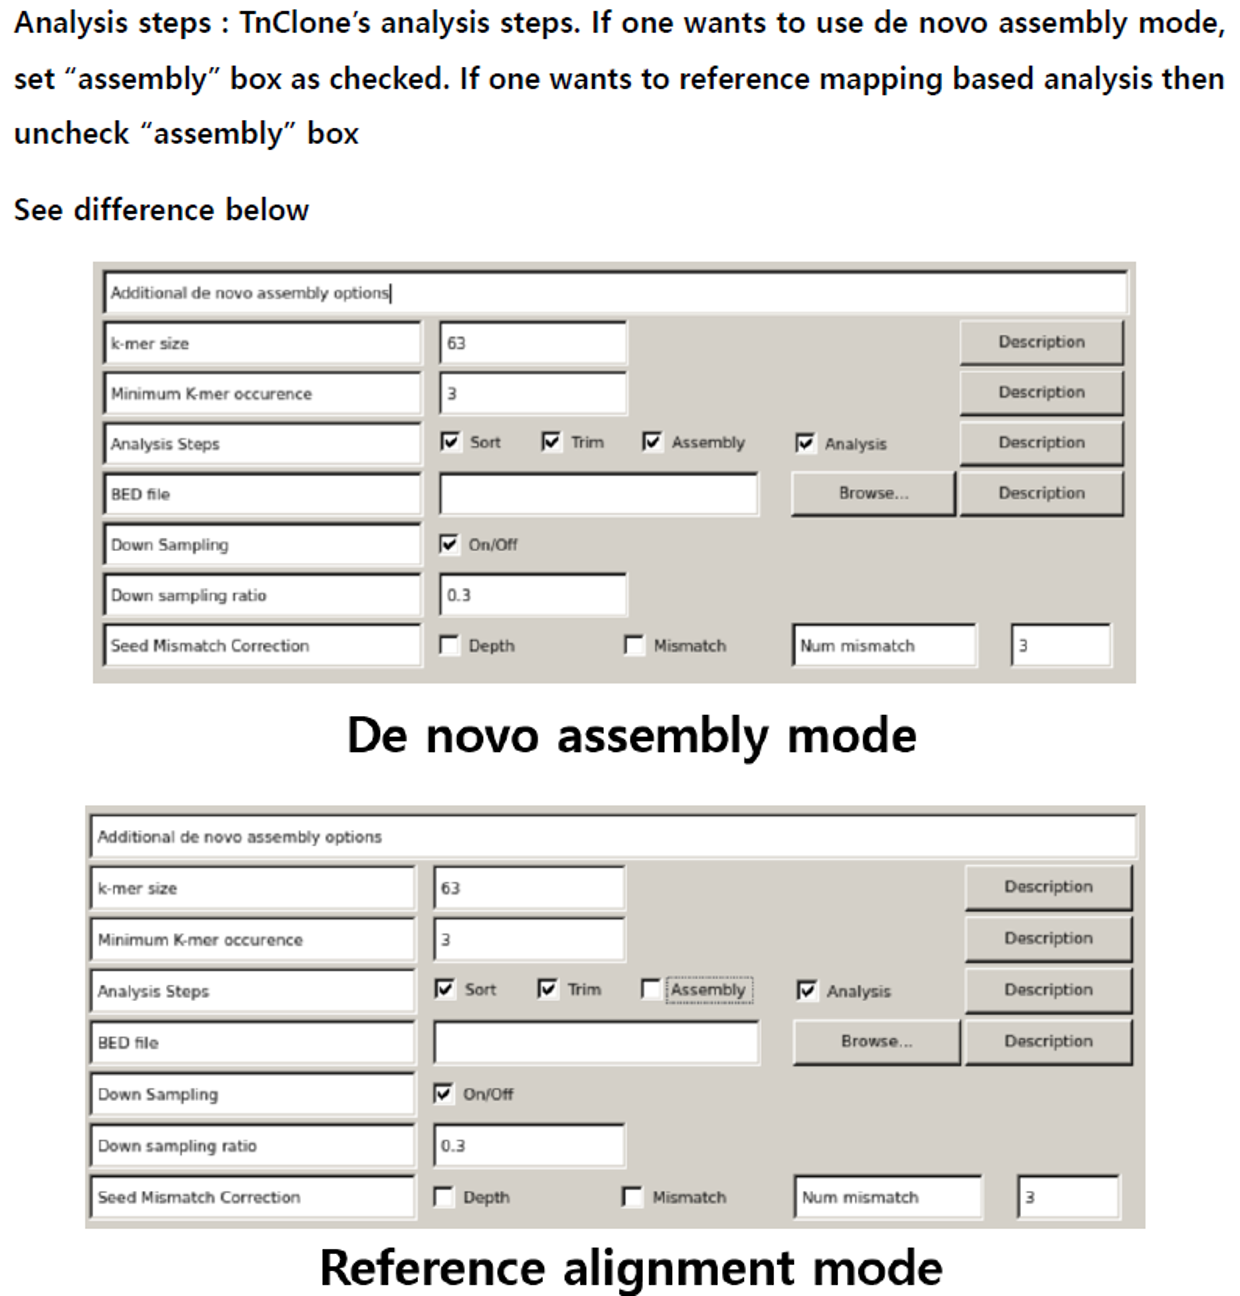 Analysis steps : TnClone’s analysis steps. If one wants to use de novo assembly mode,
set “assembly” box as checked. If one wants to reference mapping based analysis then
uncheck “assembly” box
See difference below
Additional de novo assembly options
k-mer size 63 Description
Minimum K-mer occurence 3 Description
Analysis Steps Sort Trim Assembly Analysis Description
BED file Browse... Description
Down Sampling On/Off
Down sampling ratio 0.3
Seed Mismatch Correction Depth Mismatch Num mismatch 3
De novo assembly mode
Additional de novo assembly options
k-mer size 63 Description
Minimum K-mer occurence 3 Description
Analysis Steps Sort Trim Assembly Analysis Description
BED file Browse... Description
Down Sampling On/Off
Down sampling ratio 0.3
Seed Mismatch Correction Depth Mismatch Num mismatch 3
Reference alignment mode